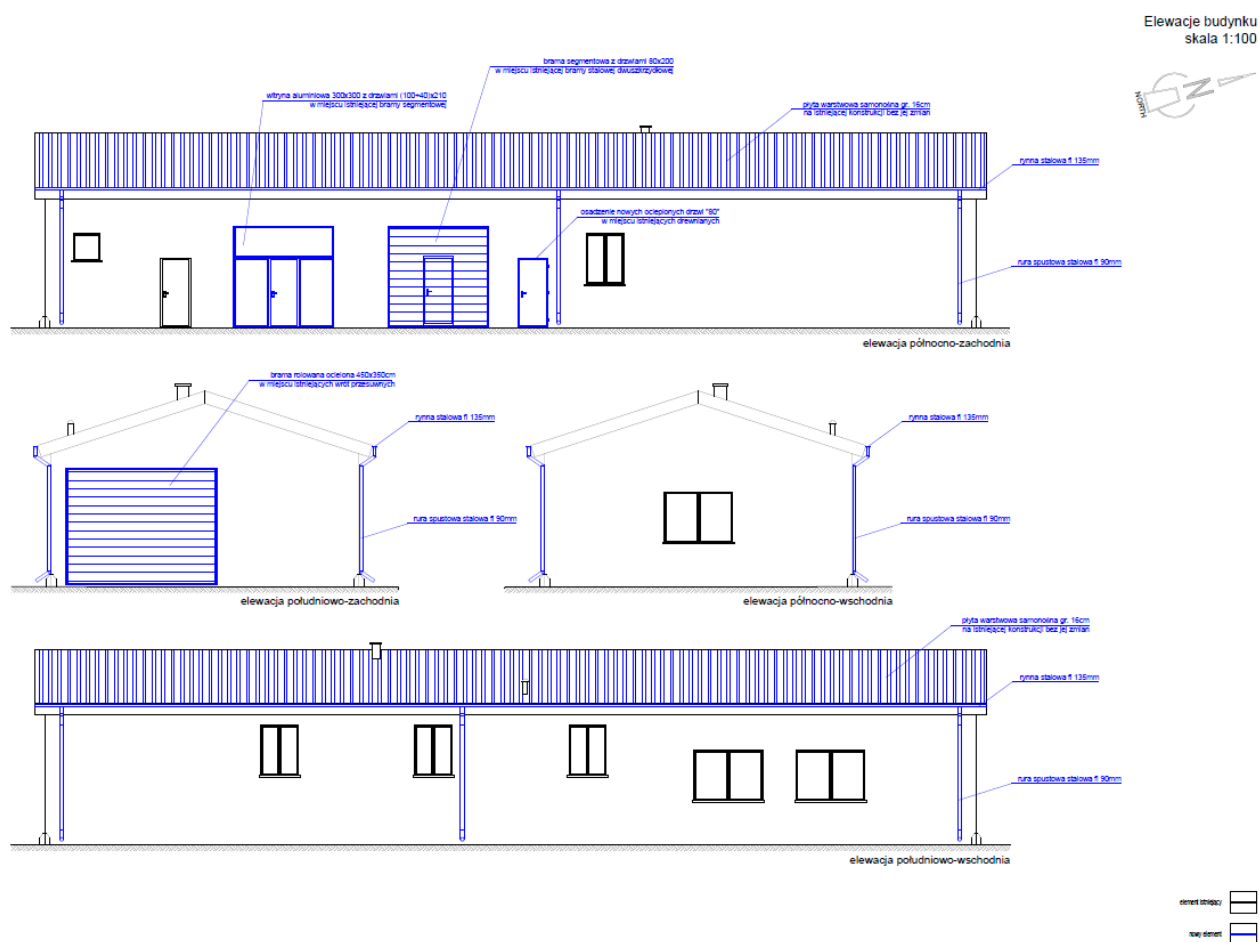 Elewacje budynku
skala 1:100
NORTH
brama segmentowa z drzwiami 80x200
w miejscu istniejącej bramy stalowej dwuszkrzydłowej
witryna aluminiowa 300x300 z drzwiami (100+40)x210
w miejscu istniejącej bramy segmentowej
płyta warstwowa samonośna gr. 16cm
na istniejącej konstrukcji bez jej zmian
rynna stalowa fi 135mm
osadzenie nowych ocieplonych drzwi "80"
w miejscu istniejących drewnianych
rura spustowa stalowa fi 90mm
elewacja północno-zachodnia
brama rolowana ocielona 450x350cm
w miejscu istniejących wrót przesuwnych
rynna stalowa fi 135mm
rynna stalowa fi 135mm
rura spustowa stalowa fi 90mm
rura spustowa stalowa fi 90mm
elewacja południowo-zachodnia
elewacja północno-wschodnia
płyta warstwowa samonośna gr. 16cm
na istniejącej konstrukcji bez jej zmian
rynna stalowa fi 135mm
rura spustowa stalowa fi 90mm
elewacja południowo-wschodnia
element istniejący
nowy element